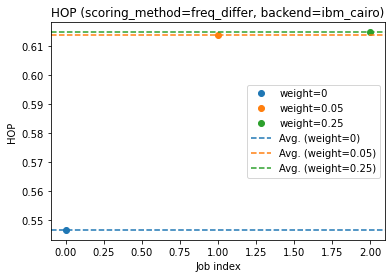 HOP (scoring_method=freq_differ, backend=ibm_cairo)
0.61
0.60
0.59
0.58
0.57
0.56
0.55
HOP
weight=0
weight=0.05
weight=0.25
Avg. (weight=0)
Avg. (weight=0.05)
Avg. (weight=0.25)
0.00 0.25 0.50 0.75 1.00 1.25 1.50 1.75 2.00
Job index